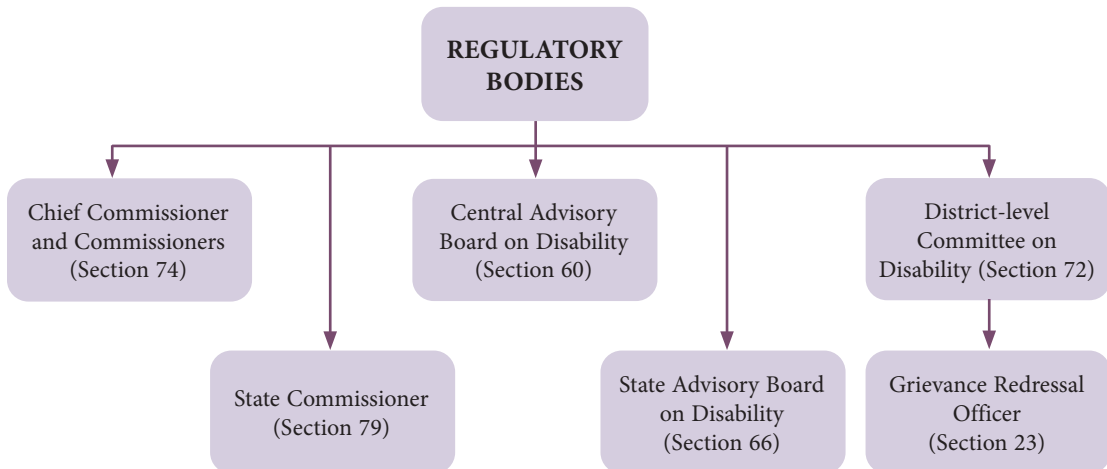 REGULATORY
BODIES
Chief Commissioner
and Commissioners
(Section 74)
Central Advisory
Board on Disability
(Section 60)
District-level
Committee on
Disability (Section 72)
State Commissioner
(Section 79)
State Advisory Board
on Disability
(Section 66)
Grievance Redressal
Officer
(Section 23)